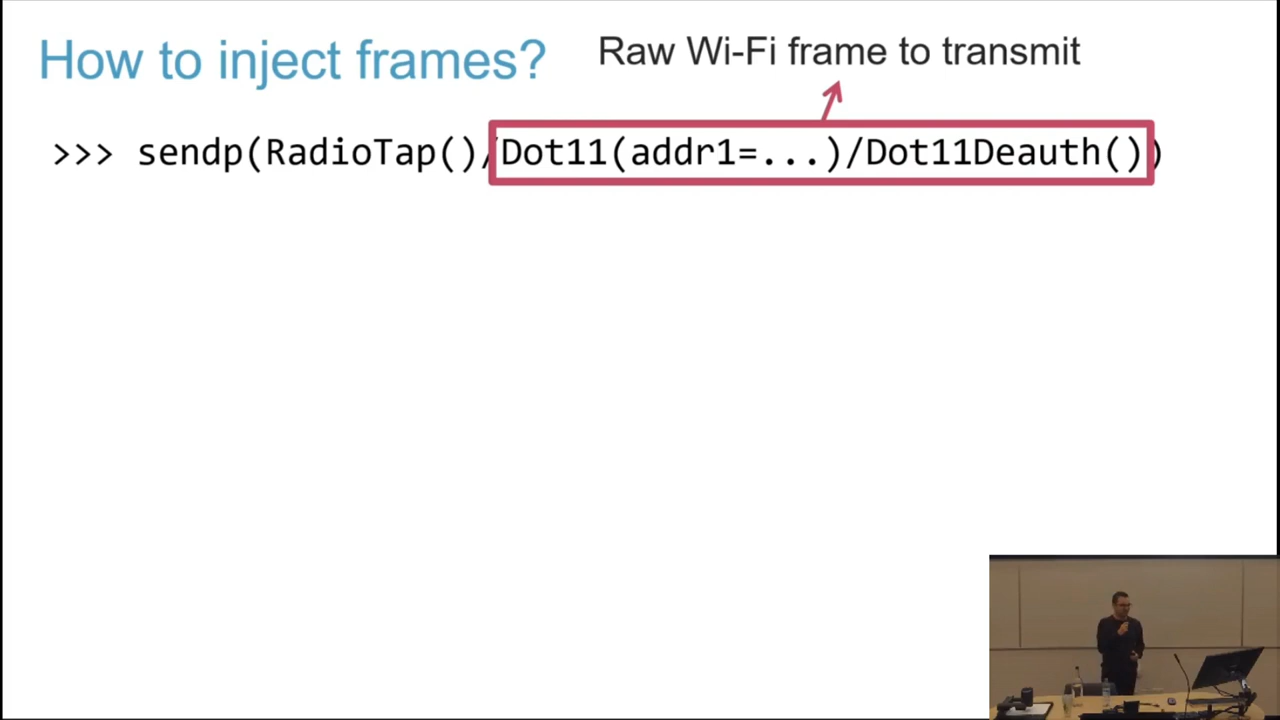 How to inject frames?
Raw Wi-Fi frame to transmit
>>> sendp(RadioTap()/Dot11(addr1=...)/Dot11Deauth())